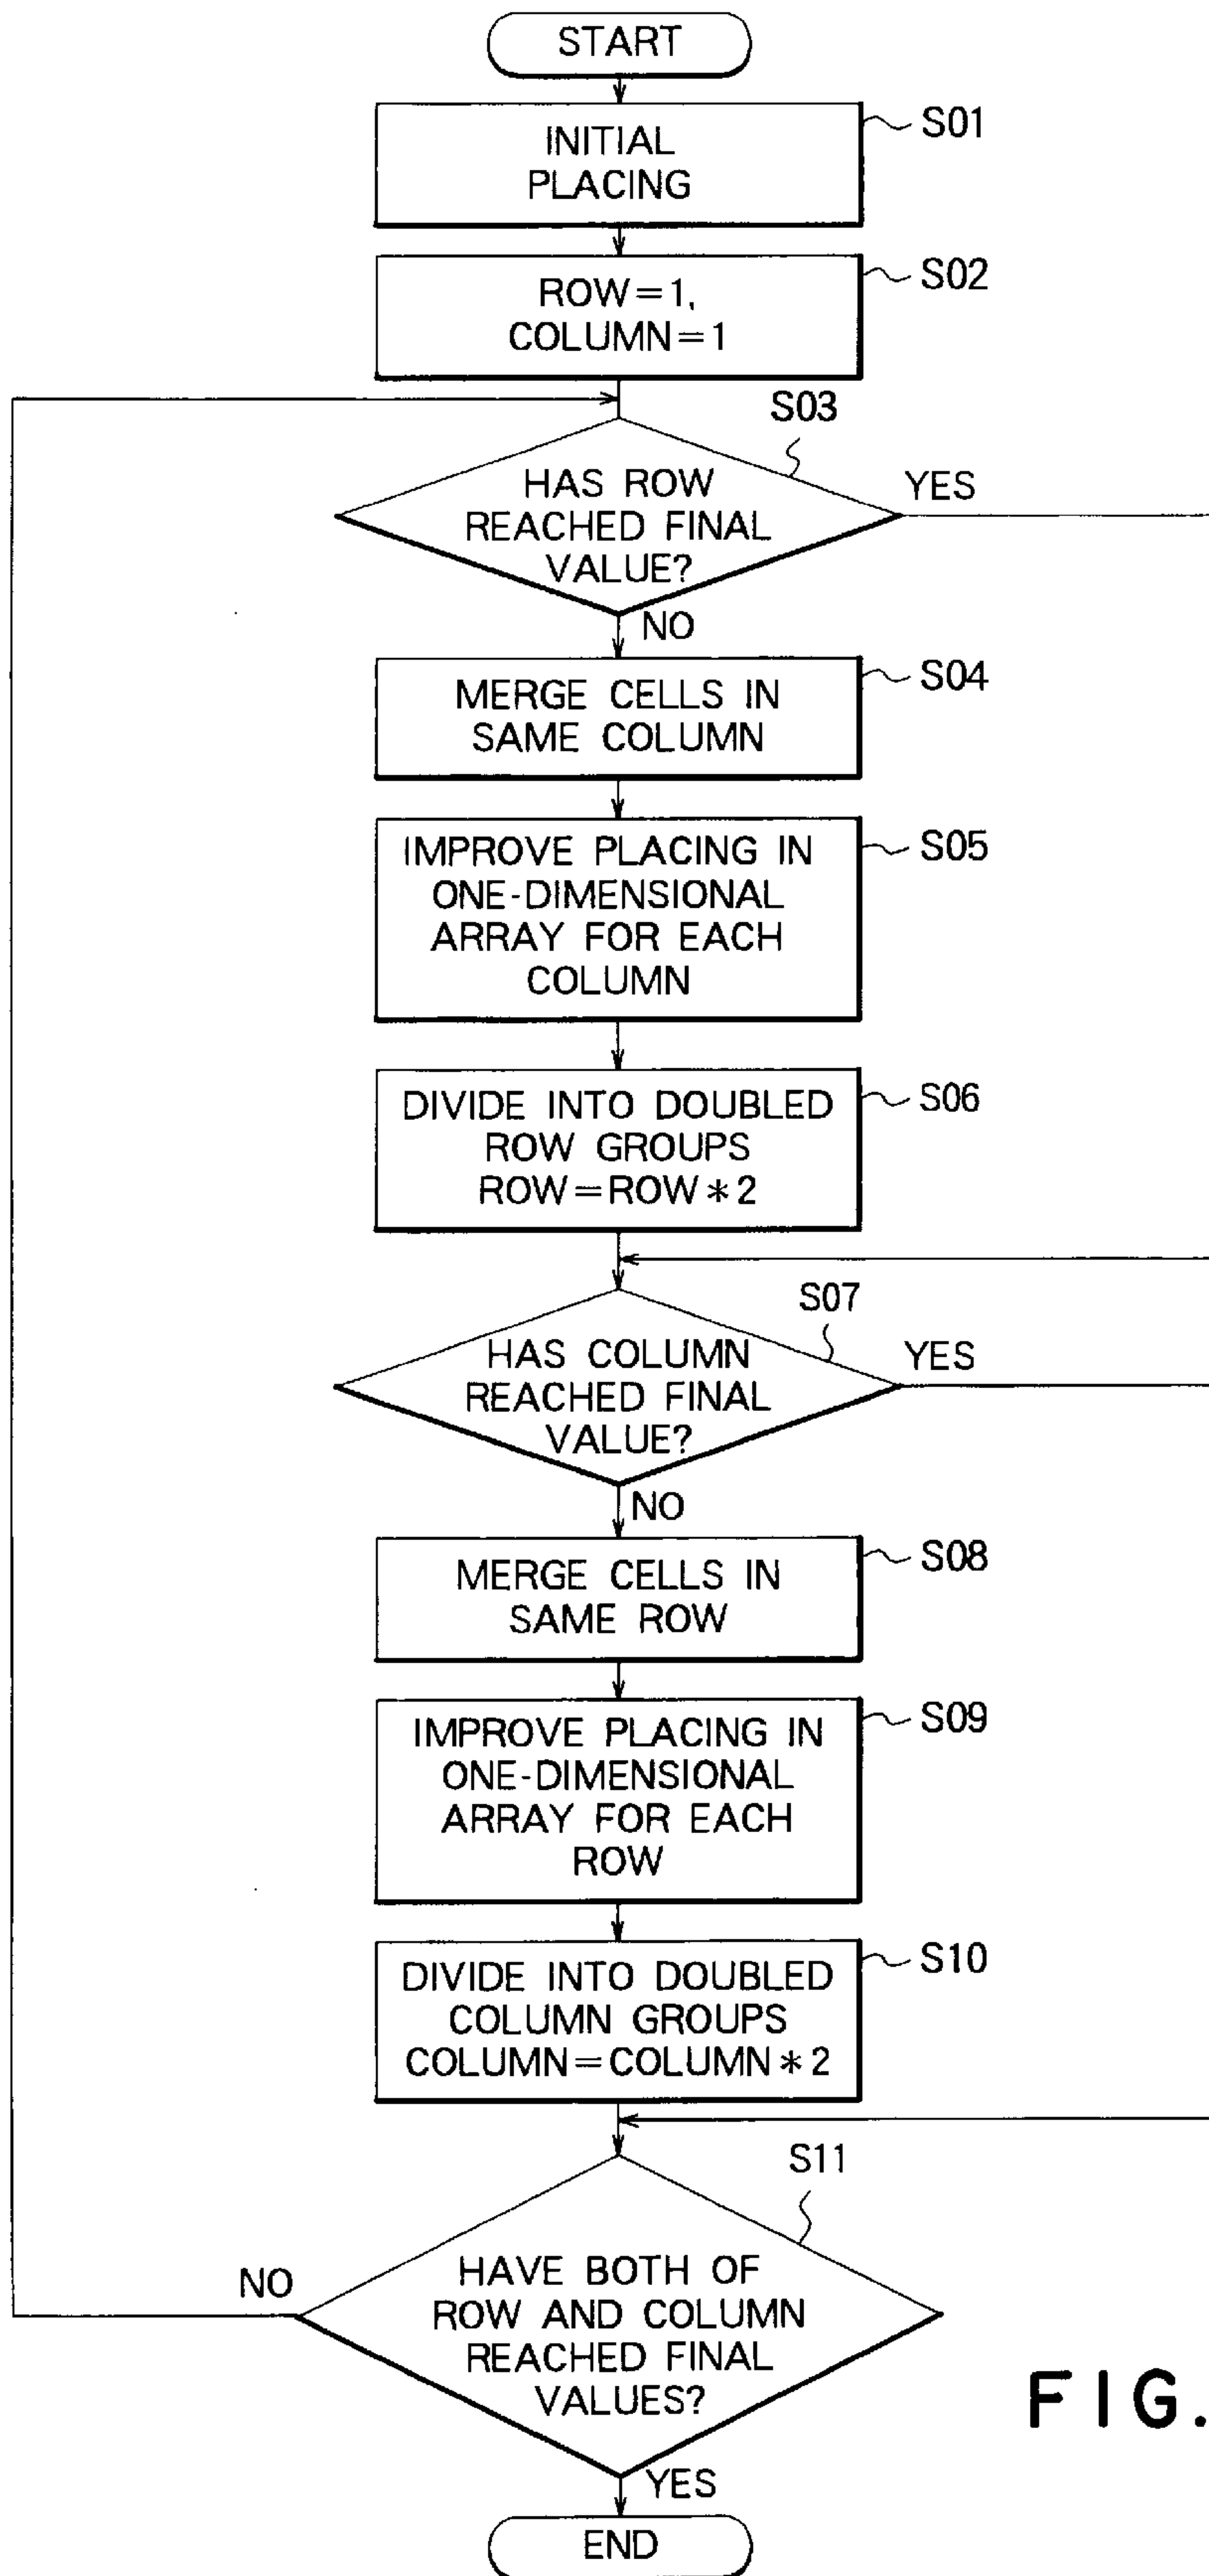 START
INITIAL
PLACING
S01
ROW=1,
COLUMN=1
S02
S03
HAS ROW
REACHED FINAL
VALUE?
YES
NO
MERGE CELLS IN
SAME COLUMN
S04
IMPROVE PLACING IN
ONE-DIMENSIONAL
ARRAY FOR EACH
COLUMN
S05
DIVIDE INTO DOUBLED
ROW GROUPS
ROW=ROW*2
S06
S07
HAS COLUMN
REACHED FINAL
VALUE?
YES
NO
MERGE CELLS IN
SAME ROW
S08
IMPROVE PLACING IN
ONE-DIMENSIONAL
ARRAY FOR EACH
ROW
S09
DIVIDE INTO DOUBLED
COLUMN GROUPS
COLUMN=COLUMN*2
S10
S11
HAVE BOTH OF
ROW AND COLUMN
REACHED FINAL
VALUES?
NO
YES
FIG.
END